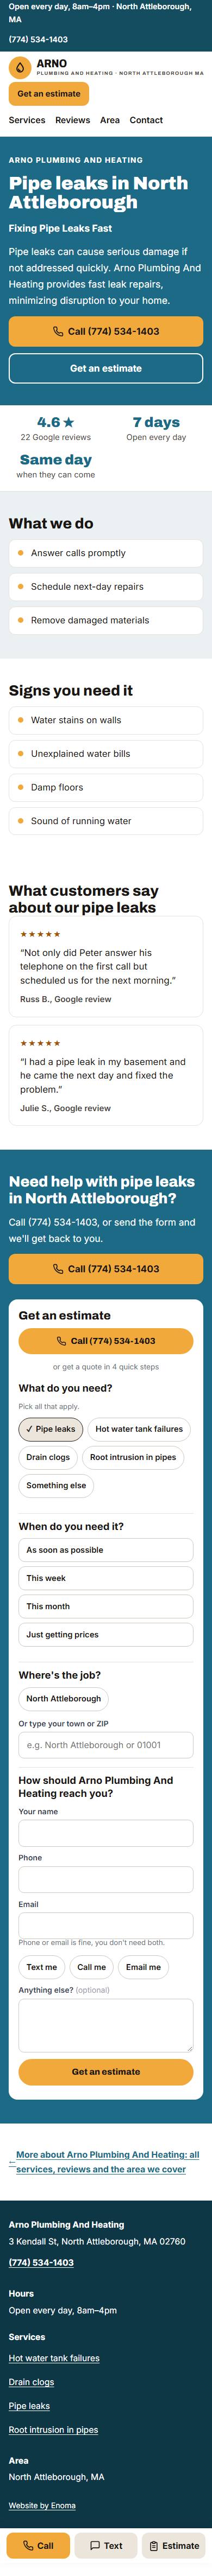 Open every day, 8am–4pm · North Attleborough,
MA
(774) 534-1403
ARNO
PLUMBING AND HEATING · NORTH ATTLEBOROUGH MA
Get an estimate
Services Reviews Area Contact
ARNO PLUMBING AND HEATING
Pipe leaks in North
Attleborough
Fixing Pipe Leaks Fast
Pipe leaks can cause serious damage if
not addressed quickly. Arno Plumbing And
Heating provides fast leak repairs,
minimizing disruption to your home.
Call (774) 534-1403
Get an estimate
4.6 ★
22 Google reviews
7 days
Open every day
Same day
when they can come
What we do
Answer calls promptly
Schedule next-day repairs
Remove damaged materials
Signs you need it
Water stains on walls
Unexplained water bills
Damp floors
Sound of running water
What customers say
about our pipe leaks
★★★★★
“Not only did Peter answer his
telephone on the first call but
scheduled us for the next morning.”
Russ B., Google review
★★★★★
“I had a pipe leak in my basement and
he came the next day and fixed the
problem.”
Julie S., Google review
Need help with pipe leaks
in North Attleborough?
Call (774) 534-1403, or send the form and
we'll get back to you.
Call (774) 534-1403
Get an estimate
Call (774) 534-1403
or get a quote in 4 quick steps
What do you need?
Pick all that apply.
✓ Pipe leaks
Hot water tank failures
Drain clogs
Root intrusion in pipes
Something else
When do you need it?
As soon as possible
This week
This month
Just getting prices
Where's the job?
North Attleborough
Or type your town or ZIP
e.g. North Attleborough or 01001
How should Arno Plumbing And
Heating reach you?
Your name
Phone
Email
Phone or email is fine, you don't need both.
Text me
Call me
Email me
Anything else? (optional)
Get an estimate
← More about Arno Plumbing And Heating: all
services, reviews and the area we cover
Arno Plumbing And Heating
3 Kendall St, North Attleborough, MA 02760
(774) 534-1403
Hours
Open every day, 8am–4pm
Services
Hot water tank failures
Drain clogs
Pipe leaks
Root intrusion in pipes
Area
North Attleborough, MA
Website by Enoma
Call
Text
Estimate